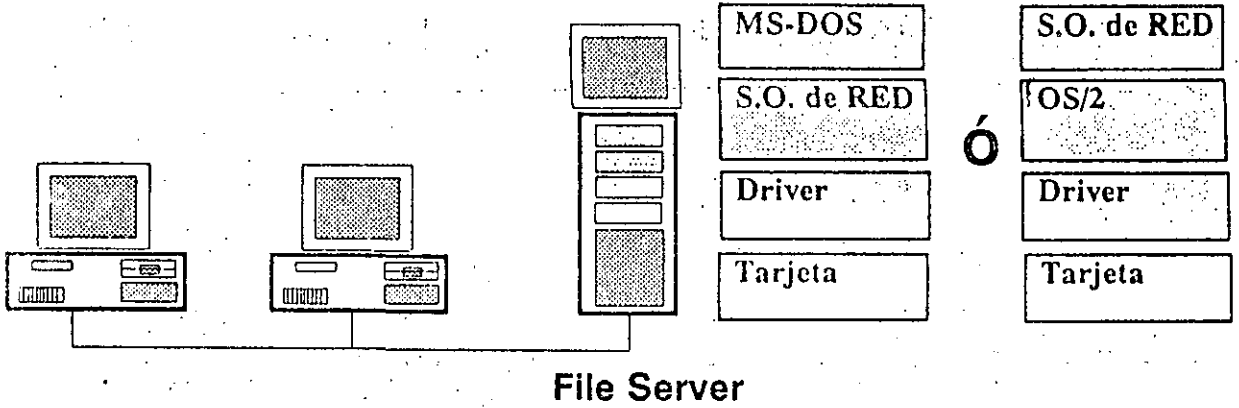 MS-DOS
S.O. de RED
Driver
Tarjeta
Ó
S.O. de RED
OS/2
Driver
Tarjeta
File Server